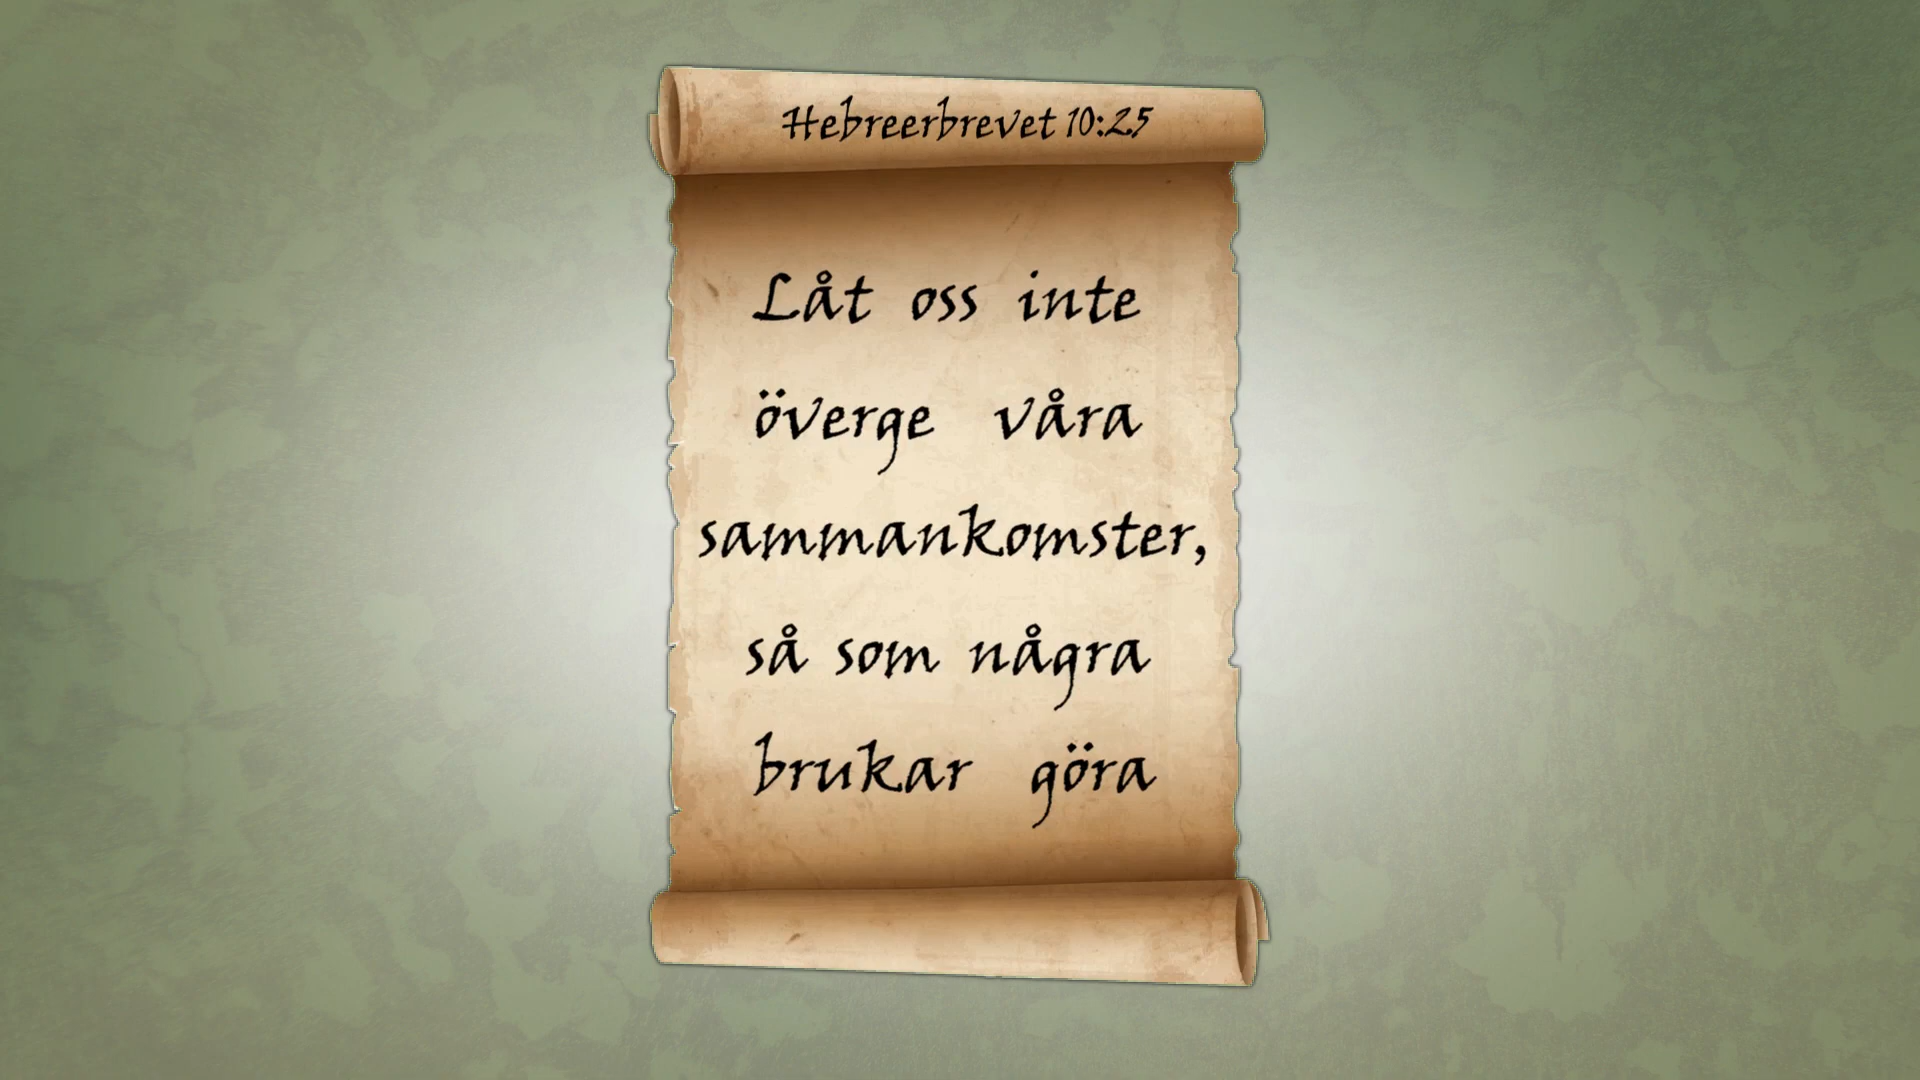 Hebreerbrevet 10:25
Låt oss inte
överge våra
sammankomster,
så som några
brukar göra